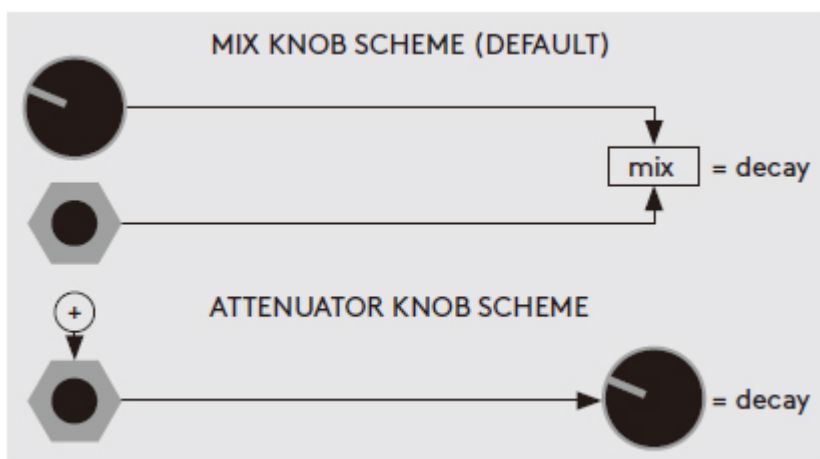 MIX KNOB SCHEME (DEFAULT)
mix = decay
+
ATTENUATOR KNOB SCHEME
= decay